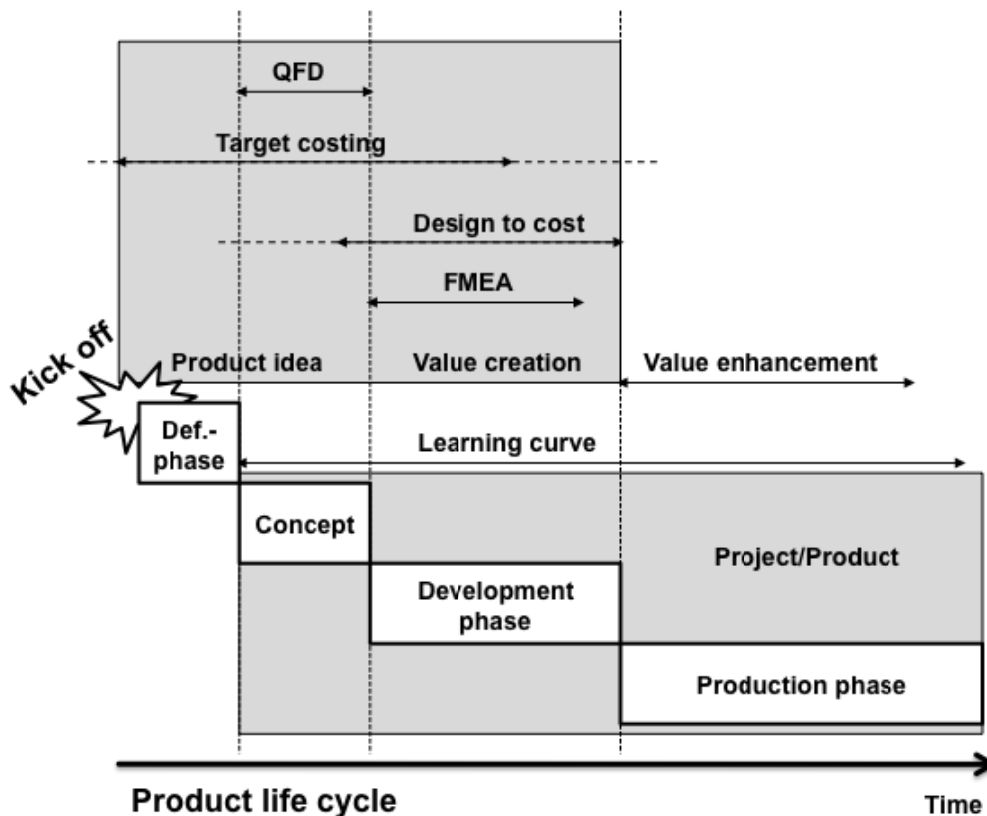 QFD
Target costing
Design to cost
FMEA
Kick off
Product idea
Value creation
Value enhancement
Def.-
phase
Learning curve
Concept
Project/Product
Development
phase
Production phase
Product life cycle
Time